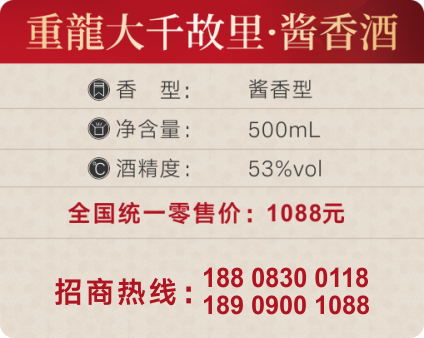 重龍大千故里·酱香酒
香 型： 酱香型
净含量： 500mL
℃ 酒精度： 53%vol
全国统一零售价：1088元
招商热线：
188 0830 0118
189 0900 1088